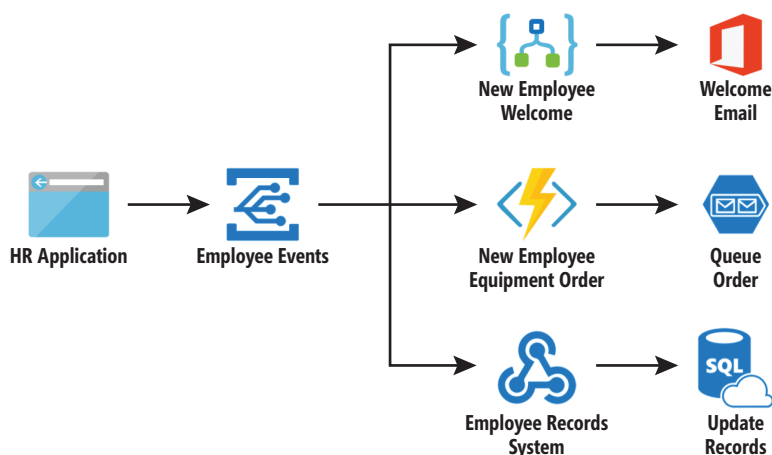 New Employee
Welcome
Welcome
Email
HR Application
Employee Events
New Employee
Equipment Order
Queue
Order
SQL
Employee Records
System
Update
Records